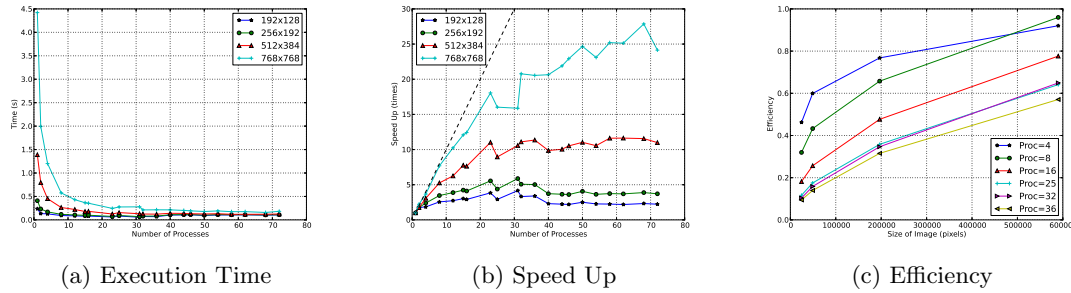 4.5
4.0
3.5
3.0
2.5
2.0
1.5
1.0
0.5
0.0
Time (s)
0 10 20 30 40 50 60 70 80
Number of Processes
192x128
256x192
512x384
768x768
(a) Execution Time
30
25
20
15
10
5
0
Speed Up (times)
0 10 20 30 40 50 60 70 80
Number of Processes
192x128
256x192
512x384
768x768
(b) Speed Up
1.0
0.8
0.6
0.4
0.2
0.0
Efficiency
0 100000 200000 300000 400000 500000 60000
Size of Image (pixels)
Proc=4
Proc=8
Proc=16
Proc=25
Proc=32
Proc=36
(c) Efficiency